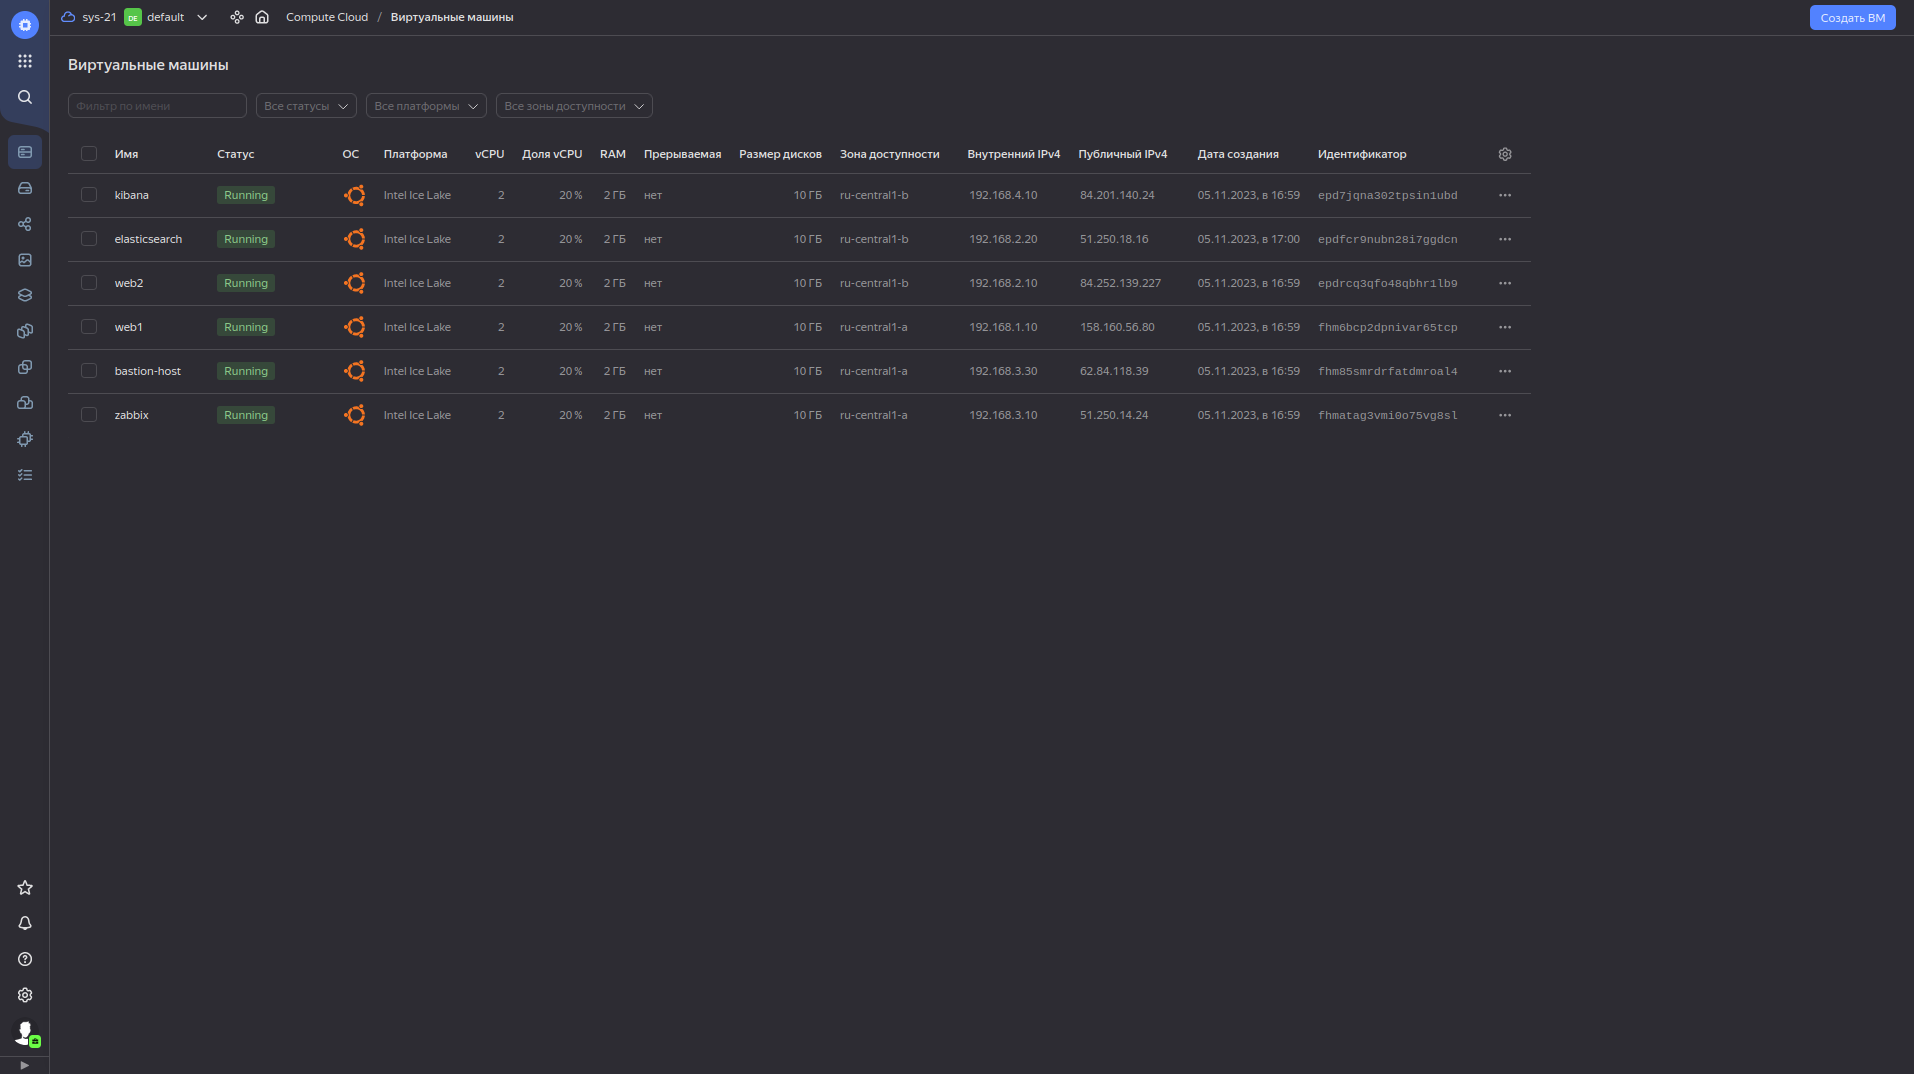 sys-21 DE default Compute Cloud / Виртуальные машины Создать ВМ
Виртуальные машины
Фильтр по имени Все статусы Все платформы Все зоны доступности
Имя Статус ОС Платформа vCPU Доля vCPU RAM Прерываемая Размер дисков Зона доступности Внутренний IPv4 Публичный IPv4 Дата создания Идентификатор
kibana Running Intel Ice Lake 2 20 % 2 ГБ нет 10 ГБ ru-central1-b 192.168.4.10 84.201.140.24 05.11.2023, в 16:59 epd7jqna302tpsin1ubd
elasticsearch Running Intel Ice Lake 2 20 % 2 ГБ нет 10 ГБ ru-central1-b 192.168.2.20 51.250.18.16 05.11.2023, в 17:00 epdfcr9nubn28i7ggdcn
web2 Running Intel Ice Lake 2 20 % 2 ГБ нет 10 ГБ ru-central1-b 192.168.2.10 84.252.139.227 05.11.2023, в 16:59 epdrcq3qfo48qbhr1lb9
web1 Running Intel Ice Lake 2 20 % 2 ГБ нет 10 ГБ ru-central1-a 192.168.1.10 158.160.56.80 05.11.2023, в 16:59 fhm6bcp2dpnivar65tcp
bastion-host Running Intel Ice Lake 2 20 % 2 ГБ нет 10 ГБ ru-central1-a 192.168.3.30 62.84.118.39 05.11.2023, в 16:59 fhm85smrdrfatdmroal4
zabbix Running Intel Ice Lake 2 20 % 2 ГБ нет 10 ГБ ru-central1-a 192.168.3.10 51.250.14.24 05.11.2023, в 16:59 fhmatag3vmi0o75vg8sl